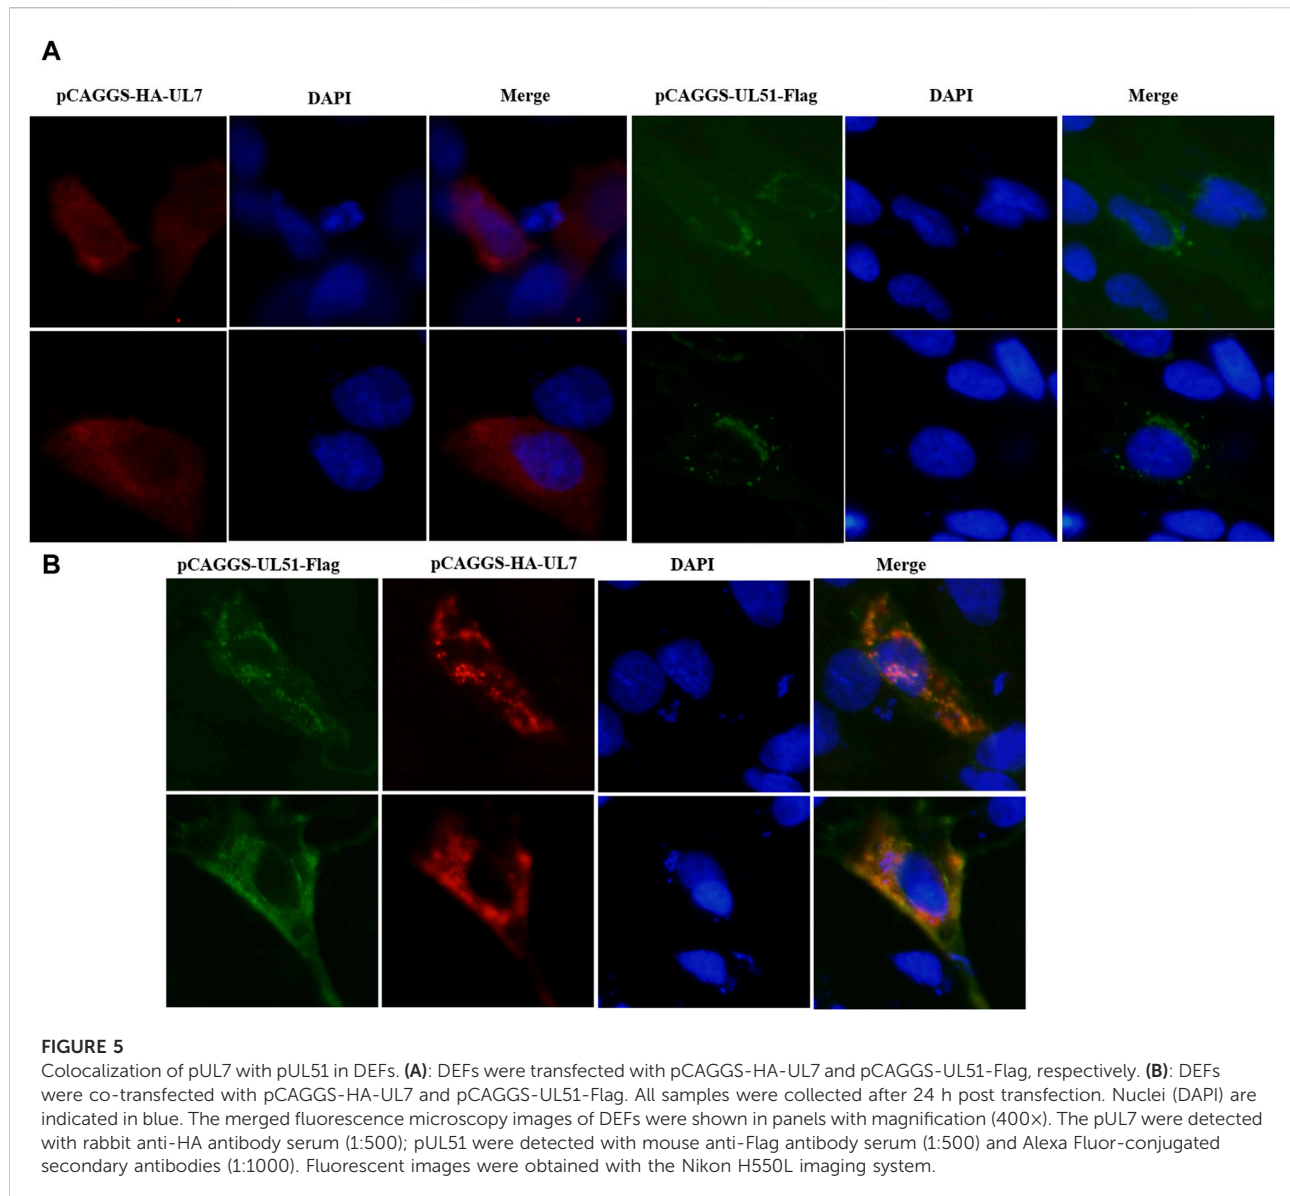 A
pCAGGS-HA-UL7 DAPI Merge pCAGGS-UL51-Flag DAPI Merge
B
pCAGGS-UL51-Flag pCAGGS-HA-UL7 DAPI Merge
FIGURE 5
Colocalization of pUL7 with pUL51 in DEFs. (A): DEFs were transfected with pCAGGS-HA-UL7 and pCAGGS-UL51-Flag, respectively. (B): DEFs
were co-transfected with pCAGGS-HA-UL7 and pCAGGS-UL51-Flag. All samples were collected after 24 h post transfection. Nuclei (DAPI) are
indicated in blue. The merged fluorescence microscopy images of DEFs were shown in panels with magnification (400×). The pUL7 were detected
with rabbit anti-HA antibody serum (1:500); pUL51 were detected with mouse anti-Flag antibody serum (1:500) and Alexa Fluor-conjugated
secondary antibodies (1:1000). Fluorescent images were obtained with the Nikon H550L imaging system.